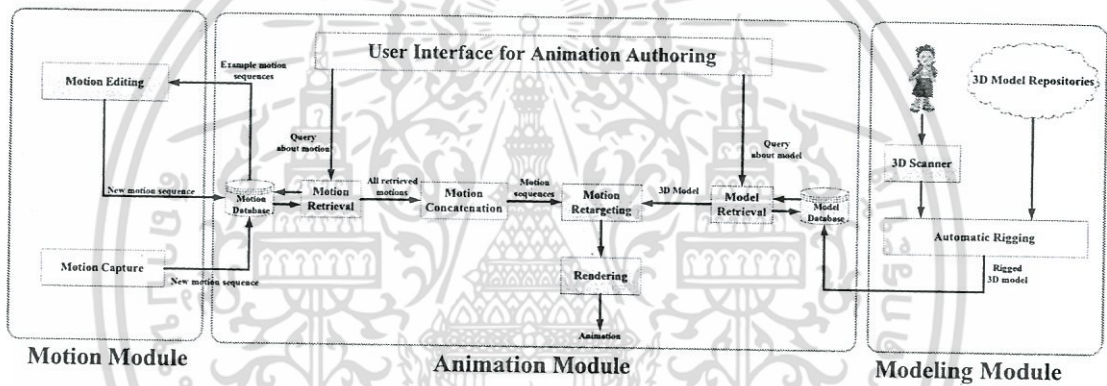 User Interface for Animation Authoring
Motion Editing
Example motion
sequences
3D Model Repositories
Query
about motion
Query
about model
3D Scanner
New motion sequence
Motion
Database
Motion
Retrieval
All retrieved
motions
Motion
Concatenation
Motion
sequences
Motion
Retargeting
3D Model
Model
Retrieval
Model
Database
Automatic Rigging
Motion Capture
New motion sequence
Rendering
Rigged
3D model
Animation
Motion Module
Animation Module
Modeling Module